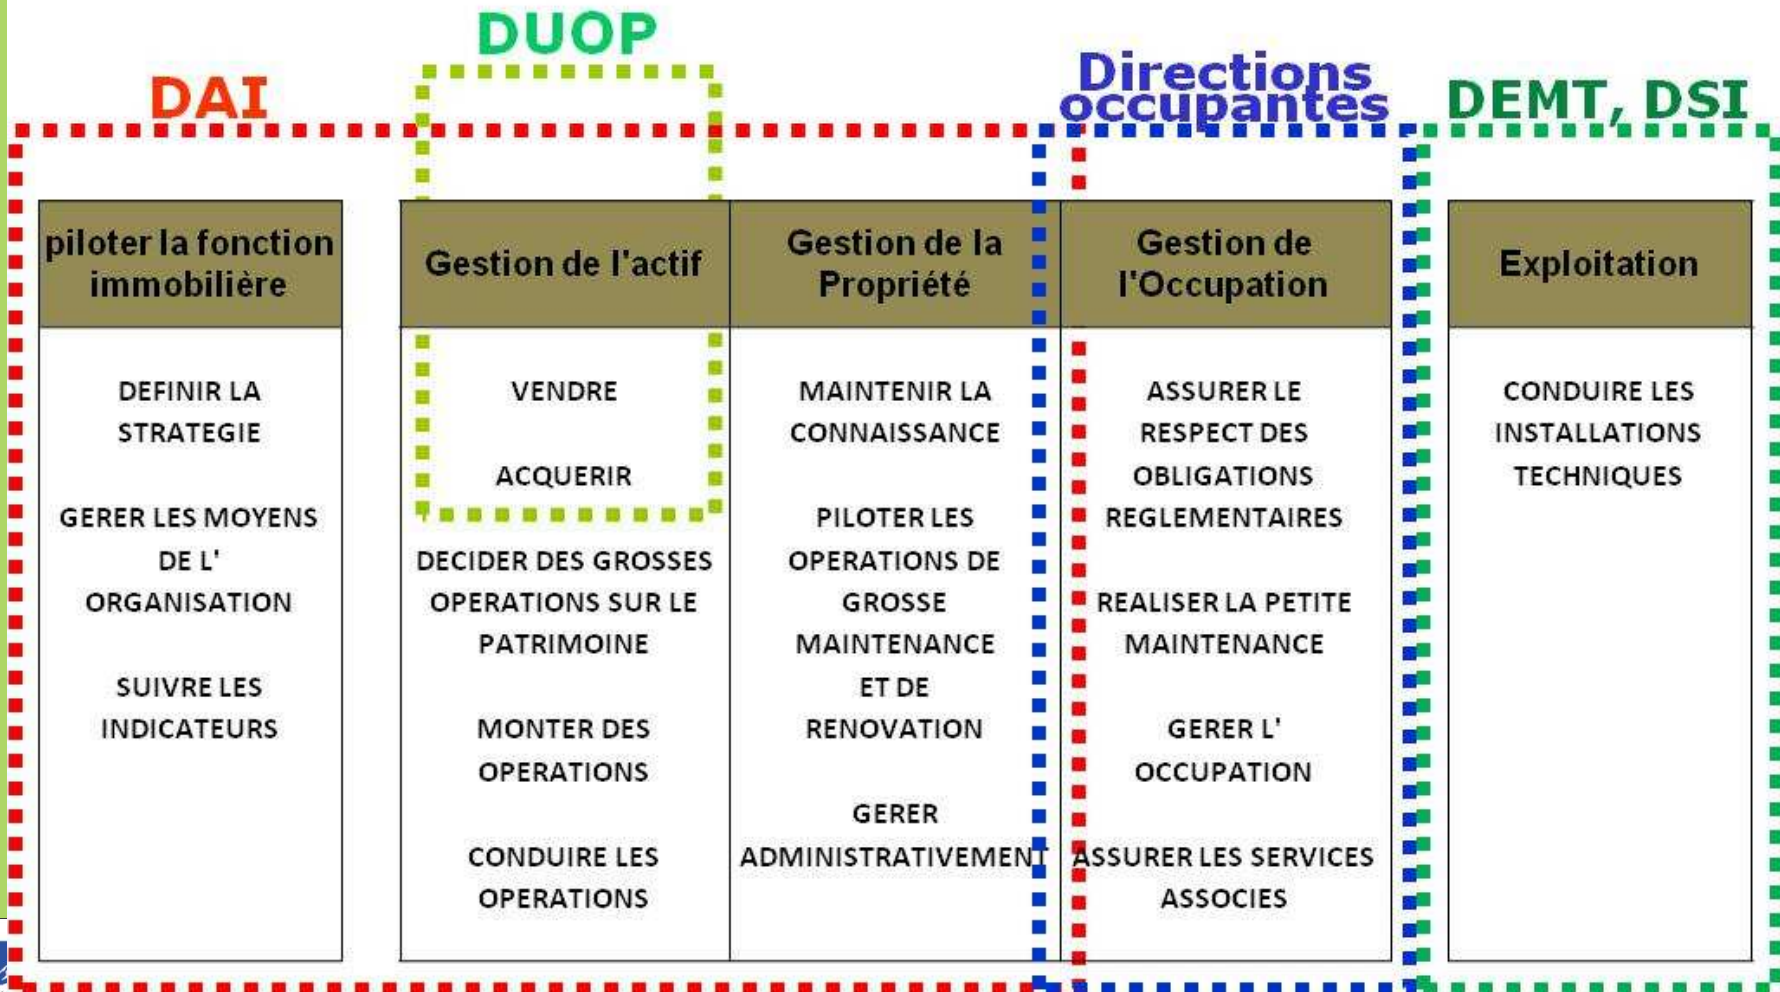 DUOP
DAI
Directions
occupantes
DEMT, DSI
piloter la fonction
immobilière
DEFINIR LA
STRATEGIE
GERER LES MOYENS
DE L'
ORGANISATION
SUIVRE LES
INDICATEURS
Gestion de l'actif
VENDRE
ACQUERIR
DECIDER DES GROSSES
OPERATIONS SUR LE
PATRIMOINE
MONTER DES
OPERATIONS
CONDUIRE LES
OPERATIONS
Gestion de la
Propriété
MAINTENIR LA
CONNAISSANCE
PILOTER LES
OPERATIONS DE
GROSSE
MAINTENANCE
ET DE
RENOVATION
GERER
ADMINISTRATIVEMENT
Gestion de
l'Occupation
ASSURER LE
RESPECT DES
OBLIGATIONS
REGLEMENTAIRES
REALISER LA PETITE
MAINTENANCE
GERER L'
OCCUPATION
ASSURER LES SERVICES
ASSOCIES
Exploitation
CONDUIRE LES
INSTALLATIONS
TECHNIQUES